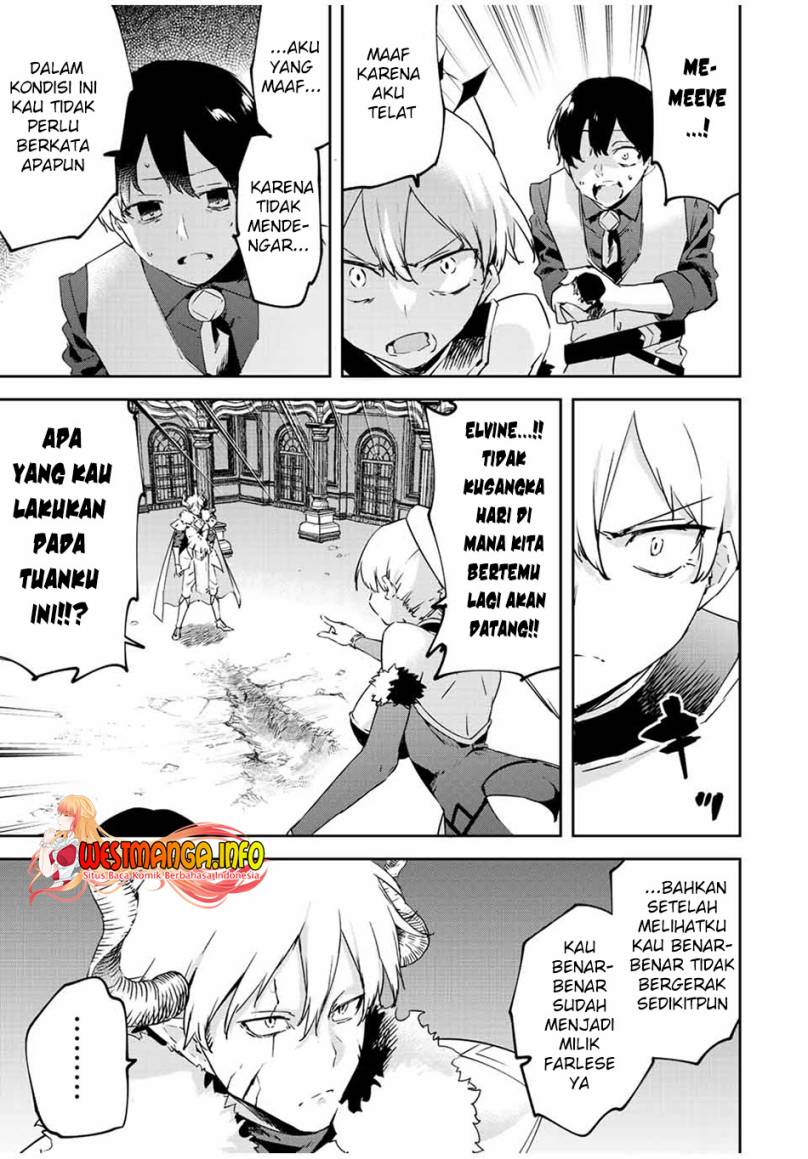 ME-
MEEVE
...!
MAAF
KARENA
AKU
TELAT
...AKU
YANG
MAAF...
KARENA
TIDAK
MENDE-
NGAR...
DALAM
KONDISI INI
KAU TIDAK
PERLU
BERKATA
APAPUN
ELVINE...!!
TIDAK
KUSANGKA
HARI DI
MANA KITA
BERTEMU
LAGI AKAN
DATANG!!
APA
YANG KAU
LAKUKAN
PADA
TUANKU
INI!!?
WESTMANGA.INFO
Situs Baca Komik Berbahasa Indonesia
...BAHKAN
SETELAH
MELIHATKU
KAU BENAR-
BENAR TIDAK
BERGERAK
SEDIKITPUN
KAU
BENAR-
BENAR
SUDAH
MENJADI
MILIK
FARLESE
YA
.........